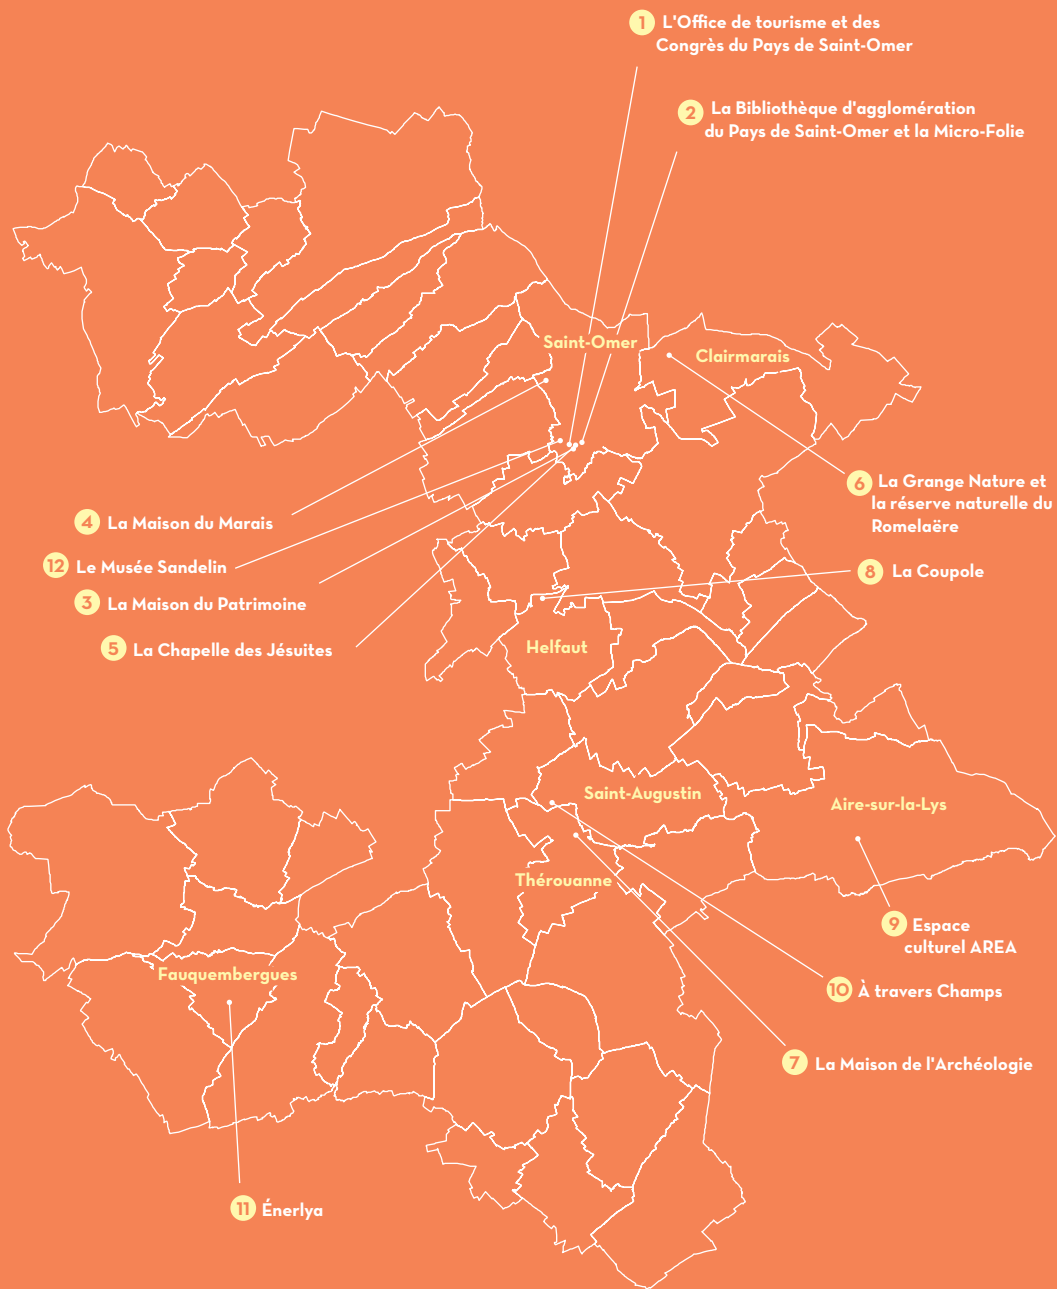 1 L'Office de tourisme et des
Congrès du Pays de Saint-Omer
2 La Bibliothèque d'agglomération
du Pays de Saint-Omer et la Micro-Folie
Saint-Omer
Clairmarais
6 La Grange Nature et
la réserve naturelle du
Romelaëre
4 La Maison du Marais
12 Le Musée Sandelin
8 La Coupole
3 La Maison du Patrimoine
5 La Chapelle des Jésuites
Helfaut
Saint-Augustin
Aire-sur-la-Lys
Thérouanne
9 Espace
culturel AREA
Fauquembergues
10 À travers Champs
7 La Maison de l'Archéologie
11 Énerlya